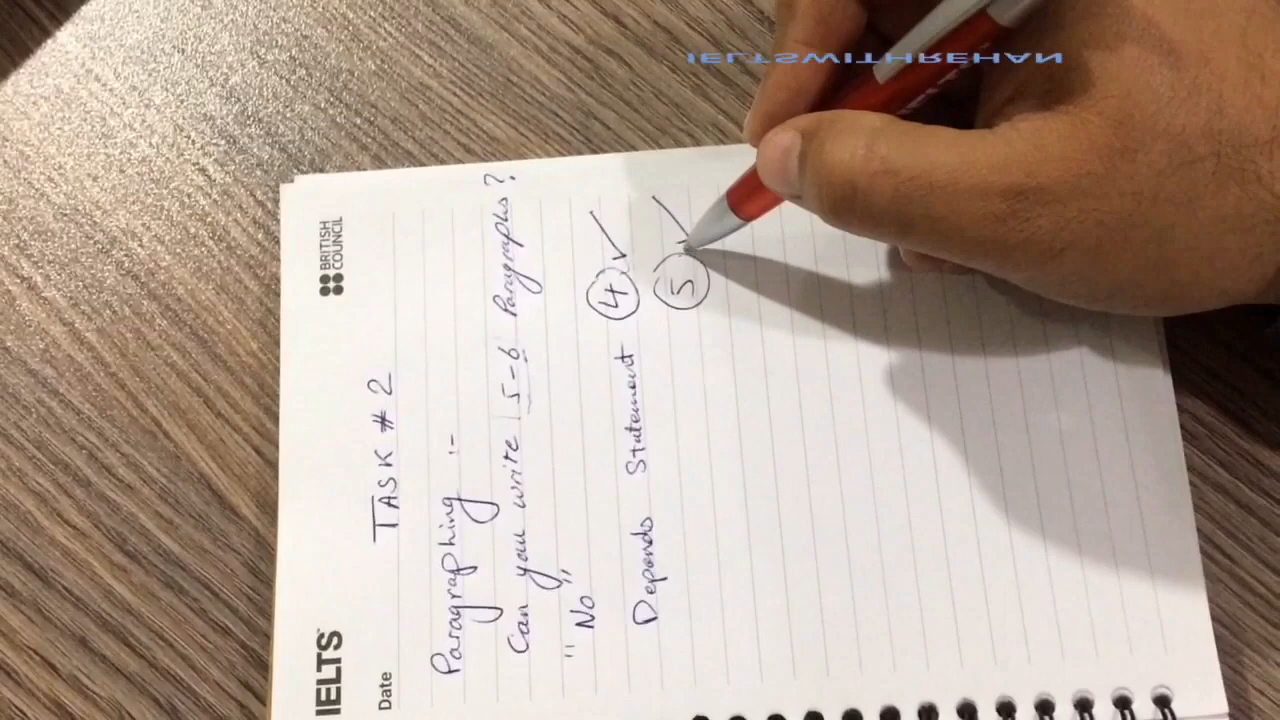 IELTSWITHREHAN
IELTS BRITISH COUNCIL
Date
TASK # 2
Paragraphing :-
Can you write 5-6 Paragraphs?
"No"
Depends Statement 4 ✓
5 ✓